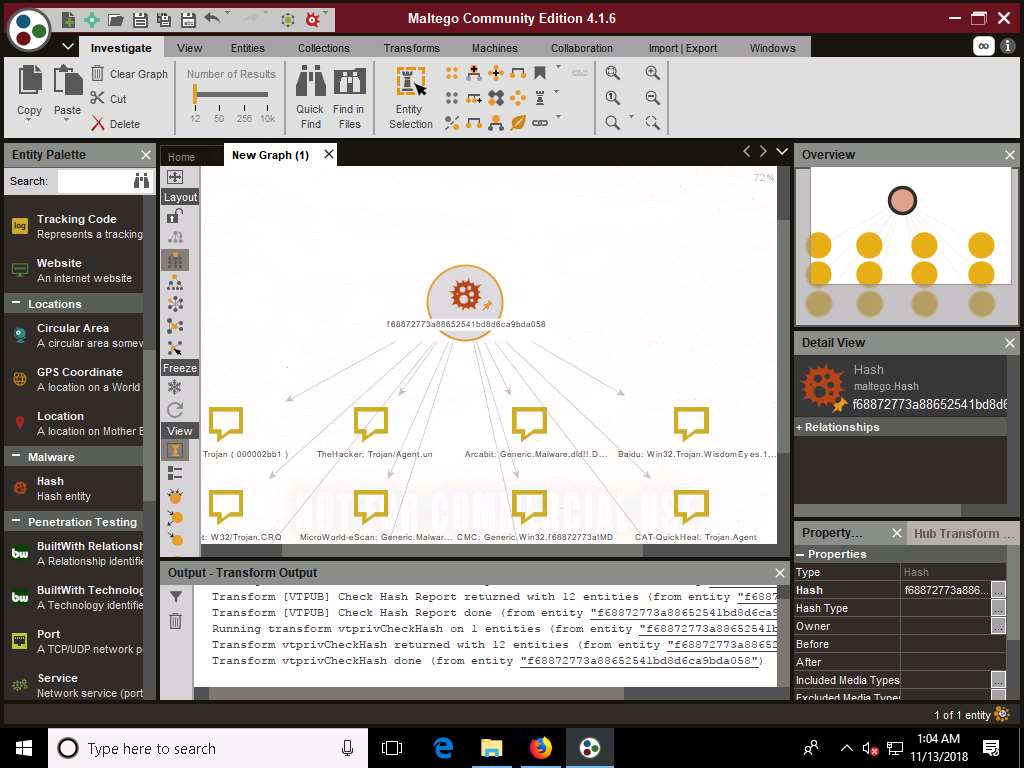 Maltego Community Edition 4.1.6
Investigate View Entities Collections Transforms Machines Collaboration Import | Export Windows
Copy
Paste
Clear Graph
Cut
Delete
Number of Results
12 50 256 10k
Quick Find
Find in Files
Entity Selection
Entity Palette
Search:
Tracking Code
Represents a tracking
Website
An internet website
Locations
Circular Area
A circular area somew
GPS Coordinate
A location on a World
Location
A location on Mother E
Malware
Hash
Hash entity
Penetration Testing
BuiltWith Relationsh
A Relationship identifie
BuiltWith Technolog
A Technology identifie
Port
A TCP/UDP network p
Service
Network service (port
Home New Graph (1)
Layout
Freeze
View
72%
f68872773a88652541bd8d6ca9bda058
Trojan ( 000002bb1 ) TheHacker: Trojan/Agent.un Arcabit: Generic.Malware.dld!!.D... Baidu: Win32.Trojan.WisdomEyes.1...
NOT FOR COMMERCIAL USE
t: W32/Trojan.CRQ MicroWorld-eScan: Generic.Malwar... CMC: Generic.Win32.f68872773a!MD CAT-QuickHeal: Trojan.Agent
Output - Transform Output
Transform [VTPUB] Check Hash Report returned with 12 entities (from entity "f6887
Transform [VTPUB] Check Hash Report done (from entity "f68872773a88652541bd8d6ca9
Running transform vtprivCheckHash on 1 entities (from entity "f68872773a88652541b
Transform vtprivCheckHash returned with 12 entities (from entity "f68872773a88652
Transform vtprivCheckHash done (from entity "f68872773a88652541bd8d6ca9bda058")
Overview
Detail View
Hash
maltego.Hash
f68872773a88652541bd8d6
+ Relationships
Property... Hub Transform ...
Properties
Type Hash
Hash f68872773a886...
Hash Type
Owner
Before
After
Included Media Types
Excluded Media Types
1 of 1 entity
Type here to search
1:04 AM
11/13/2018